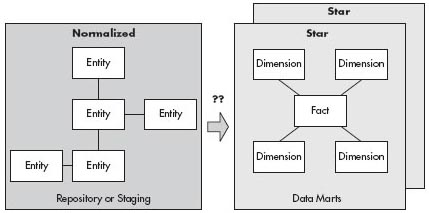 Normalized
Entity
Entity
Entity
Entity
Entity
Repository or Staging
??
Star
Star
Dimension
Dimension
Fact
Dimension
Dimension
Data Marts